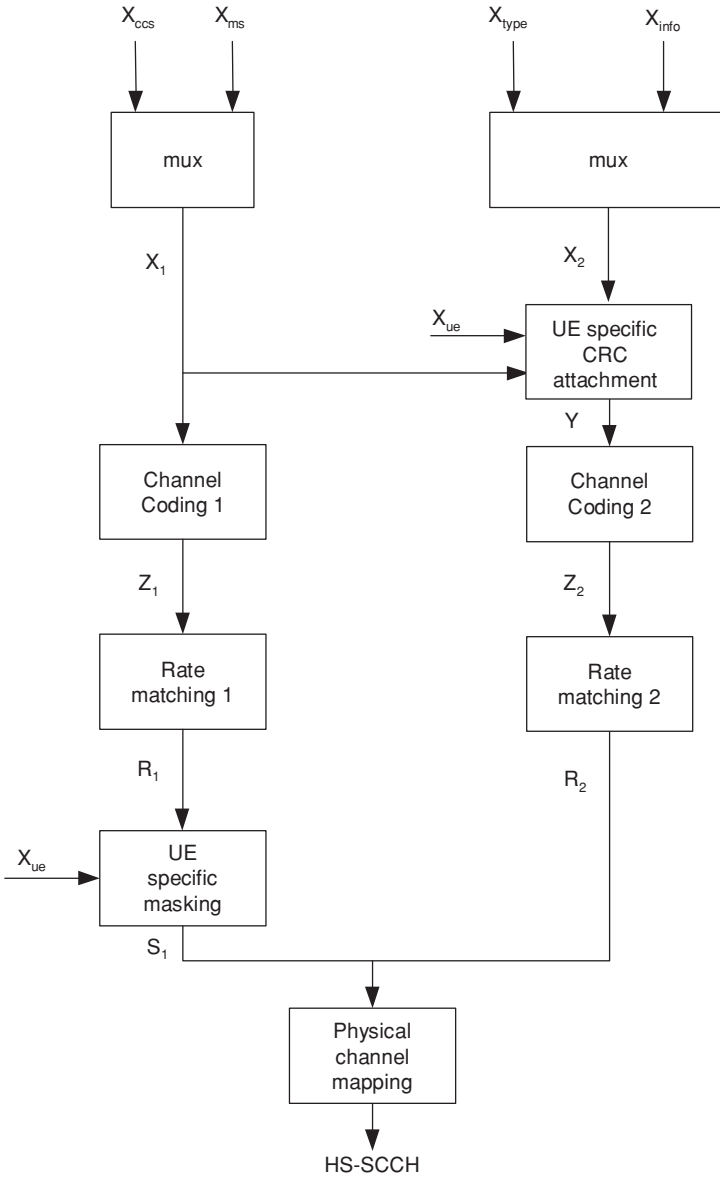 X_ccs X_ms X_type X_info
mux mux
X_1 X_2
X_ue
UE specific
CRC
attachment
Y
Channel
Coding 1
Channel
Coding 2
Z_1 Z_2
Rate
matching 1
Rate
matching 2
R_1 R_2
X_ue
UE
specific
masking
S_1
Physical
channel
mapping
HS-SCCH